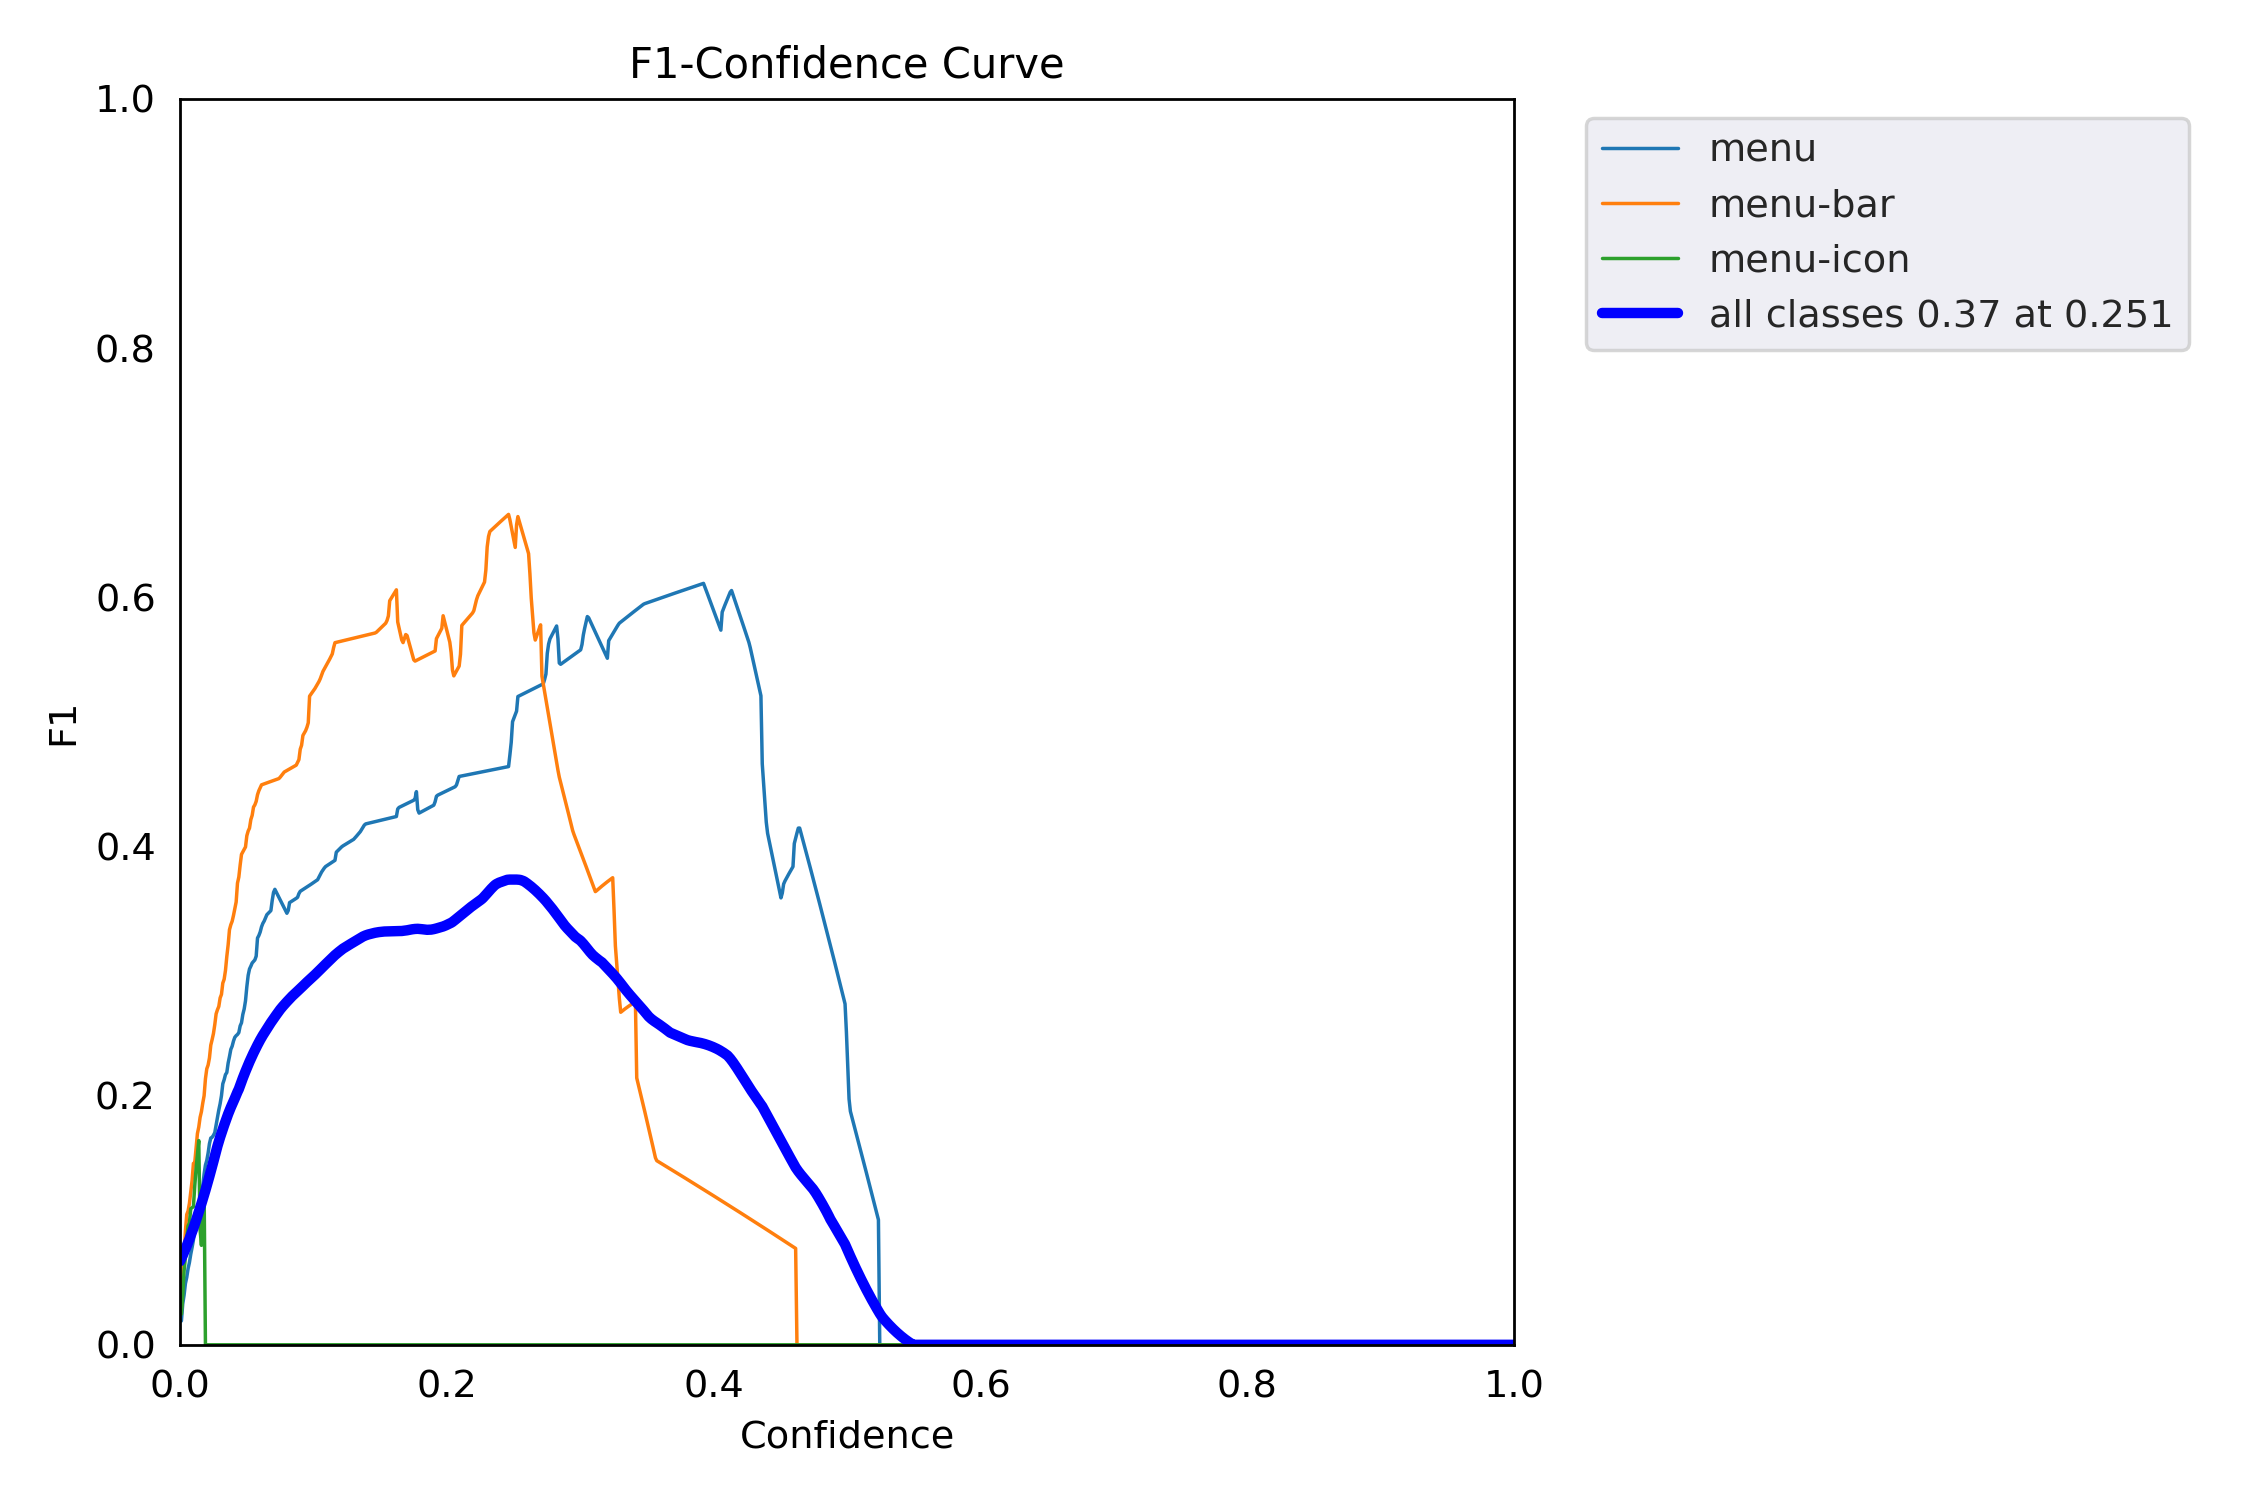 F1-Confidence Curve
1.0
0.8
0.6
0.4
0.2
0.0
F1
0.0 0.2 0.4 0.6 0.8 1.0
Confidence
menu
menu-bar
menu-icon
all classes 0.37 at 0.251